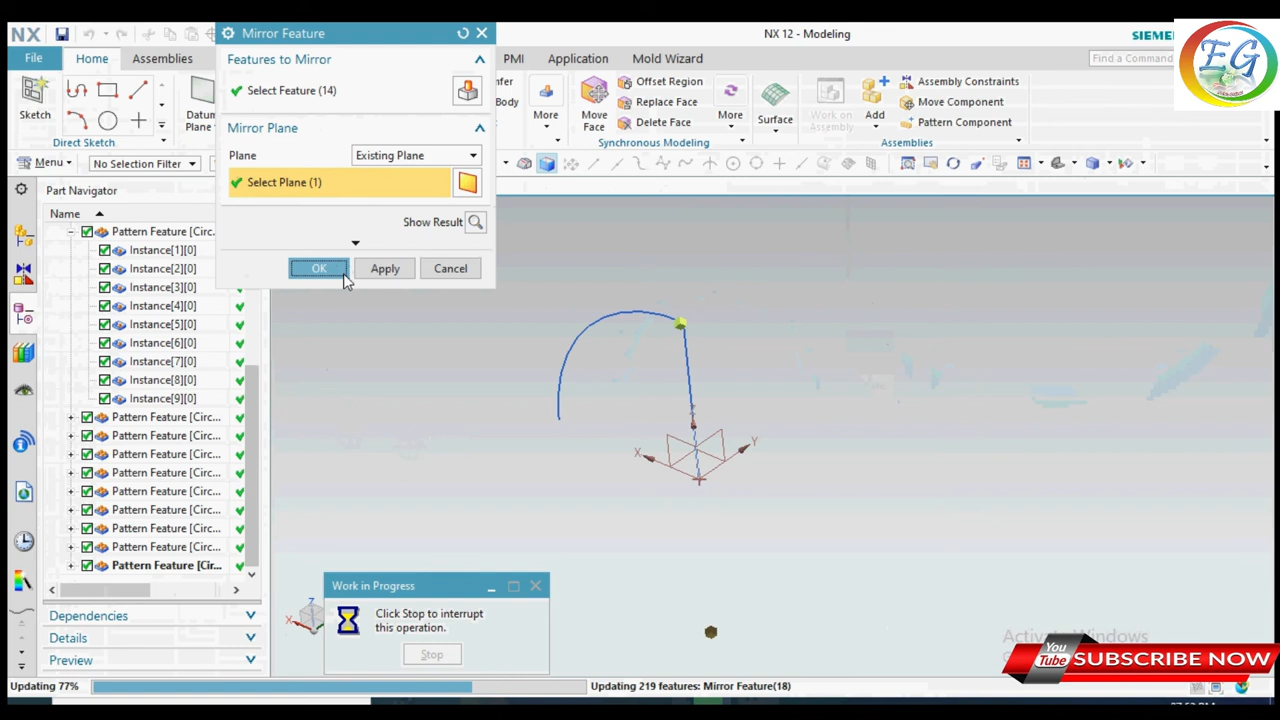 NX
Mirror Feature
NX 12 - Modeling
SIEME
EG
File
Home
Assemblies
PMI
Application
Mold Wizard
Find a Command
Features to Mirror
Select Feature (14)
Mirror Plane
Plane
Existing Plane
Select Plane (1)
Show Result
OK
Apply
Cancel
Sketch
Datum
Plane
Direct Sketch
Body
More
Move
Face
Offset Region
Replace Face
Delete Face
More
Synchronous Modeling
Surface
Work on
Assembly
Add
Assembly Constraints
Move Component
Pattern Component
Assemblies
Menu
No Selection Filter
Part Navigator
Name
Pattern Feature [Circ...
Instance[1][0]
Instance[2][0]
Instance[3][0]
Instance[4][0]
Instance[5][0]
Instance[6][0]
Instance[7][0]
Instance[8][0]
Instance[9][0]
Pattern Feature [Circ...
Pattern Feature [Circ...
Pattern Feature [Circ...
Pattern Feature [Circ...
Pattern Feature [Circ...
Pattern Feature [Circ...
Pattern Feature [Circ...
Pattern Feature [Circ...
Pattern Feature [Cir...
Dependencies
Details
Preview
X
Y
Z
X
Work in Progress
Click Stop to interrupt
this operation.
Stop
Activate Windows
You
Tube
SUBSCRIBE NOW
Updating 77%
Updating 219 features: Mirror Feature(18)